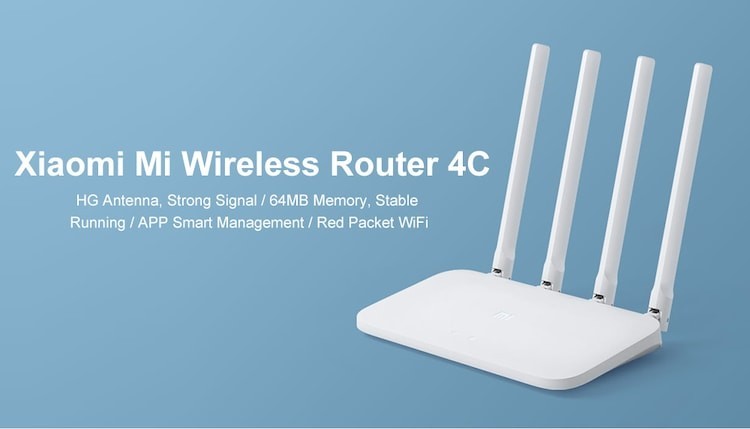 Xiaomi Mi Wireless Router 4C
HG Antenna, Strong Signal / 64MB Memory, Stable
Running / APP Smart Management / Red Packet WiFi